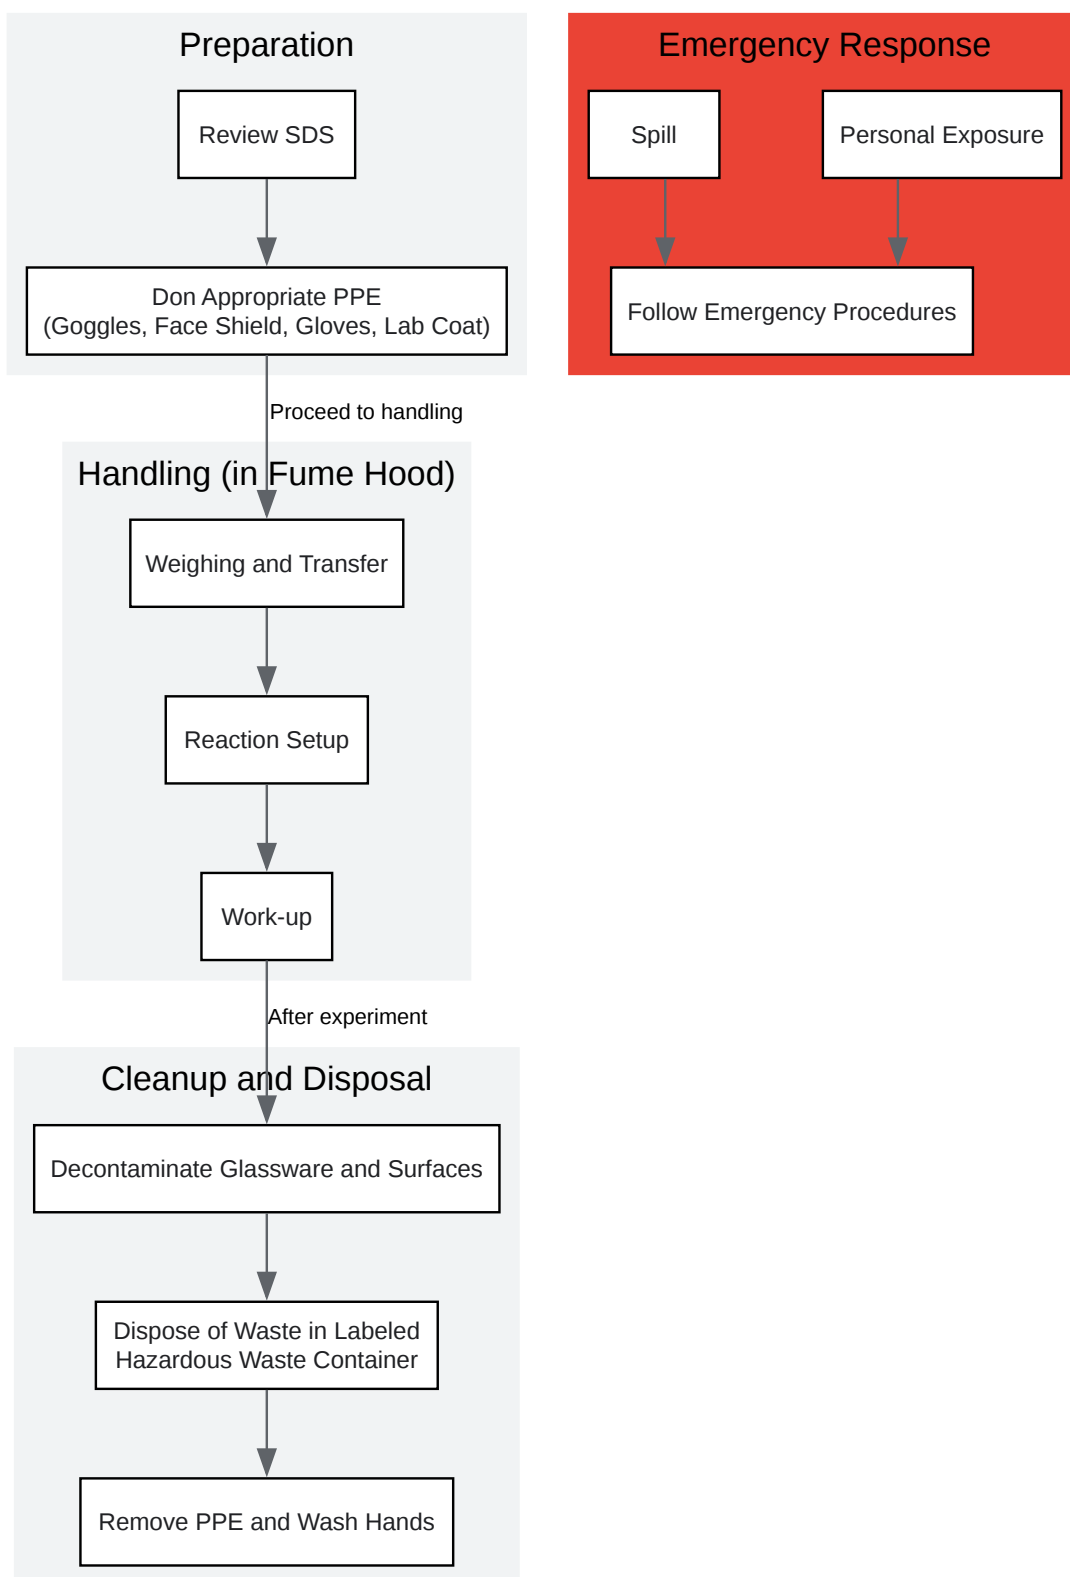 Preparation
Review SDS
Don Appropriate PPE
(Goggles, Face Shield, Gloves, Lab Coat)
Proceed to handling
Handling (in Fume Hood)
Weighing and Transfer
Reaction Setup
Work-up
After experiment
Cleanup and Disposal
Decontaminate Glassware and Surfaces
Dispose of Waste in Labeled
Hazardous Waste Container
Remove PPE and Wash Hands
Emergency Response
Spill
Personal Exposure
Follow Emergency Procedures